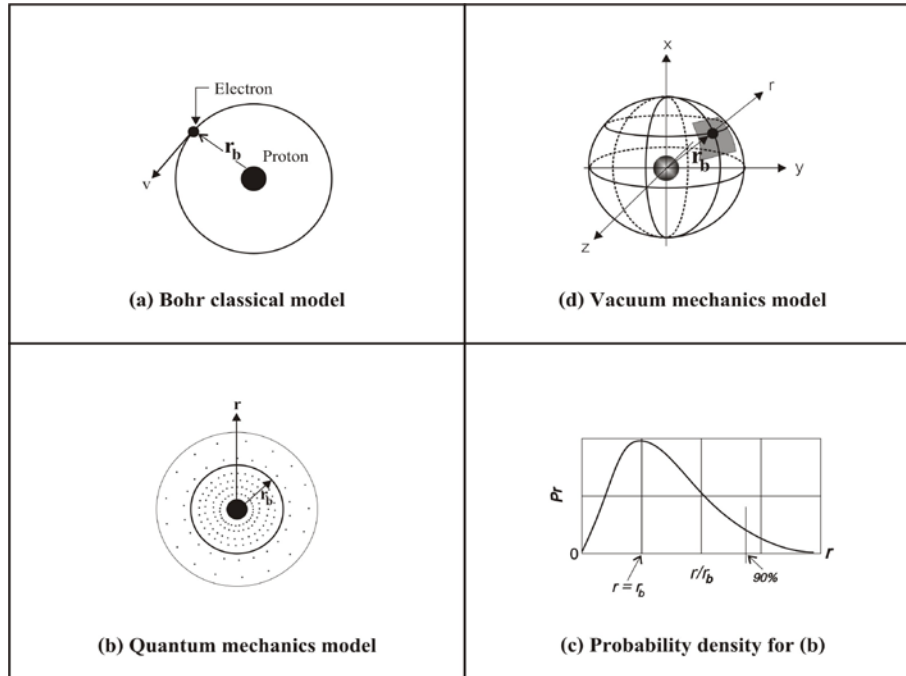 Electron
r_b
Proton
v
(a) Bohr classical model
x
r
r_b
y
z
(d) Vacuum mechanics model
r
r_b
(b) Quantum mechanics model
Pr
0
r
r = r_b
r/r_b
90%
(c) Probability density for (b)